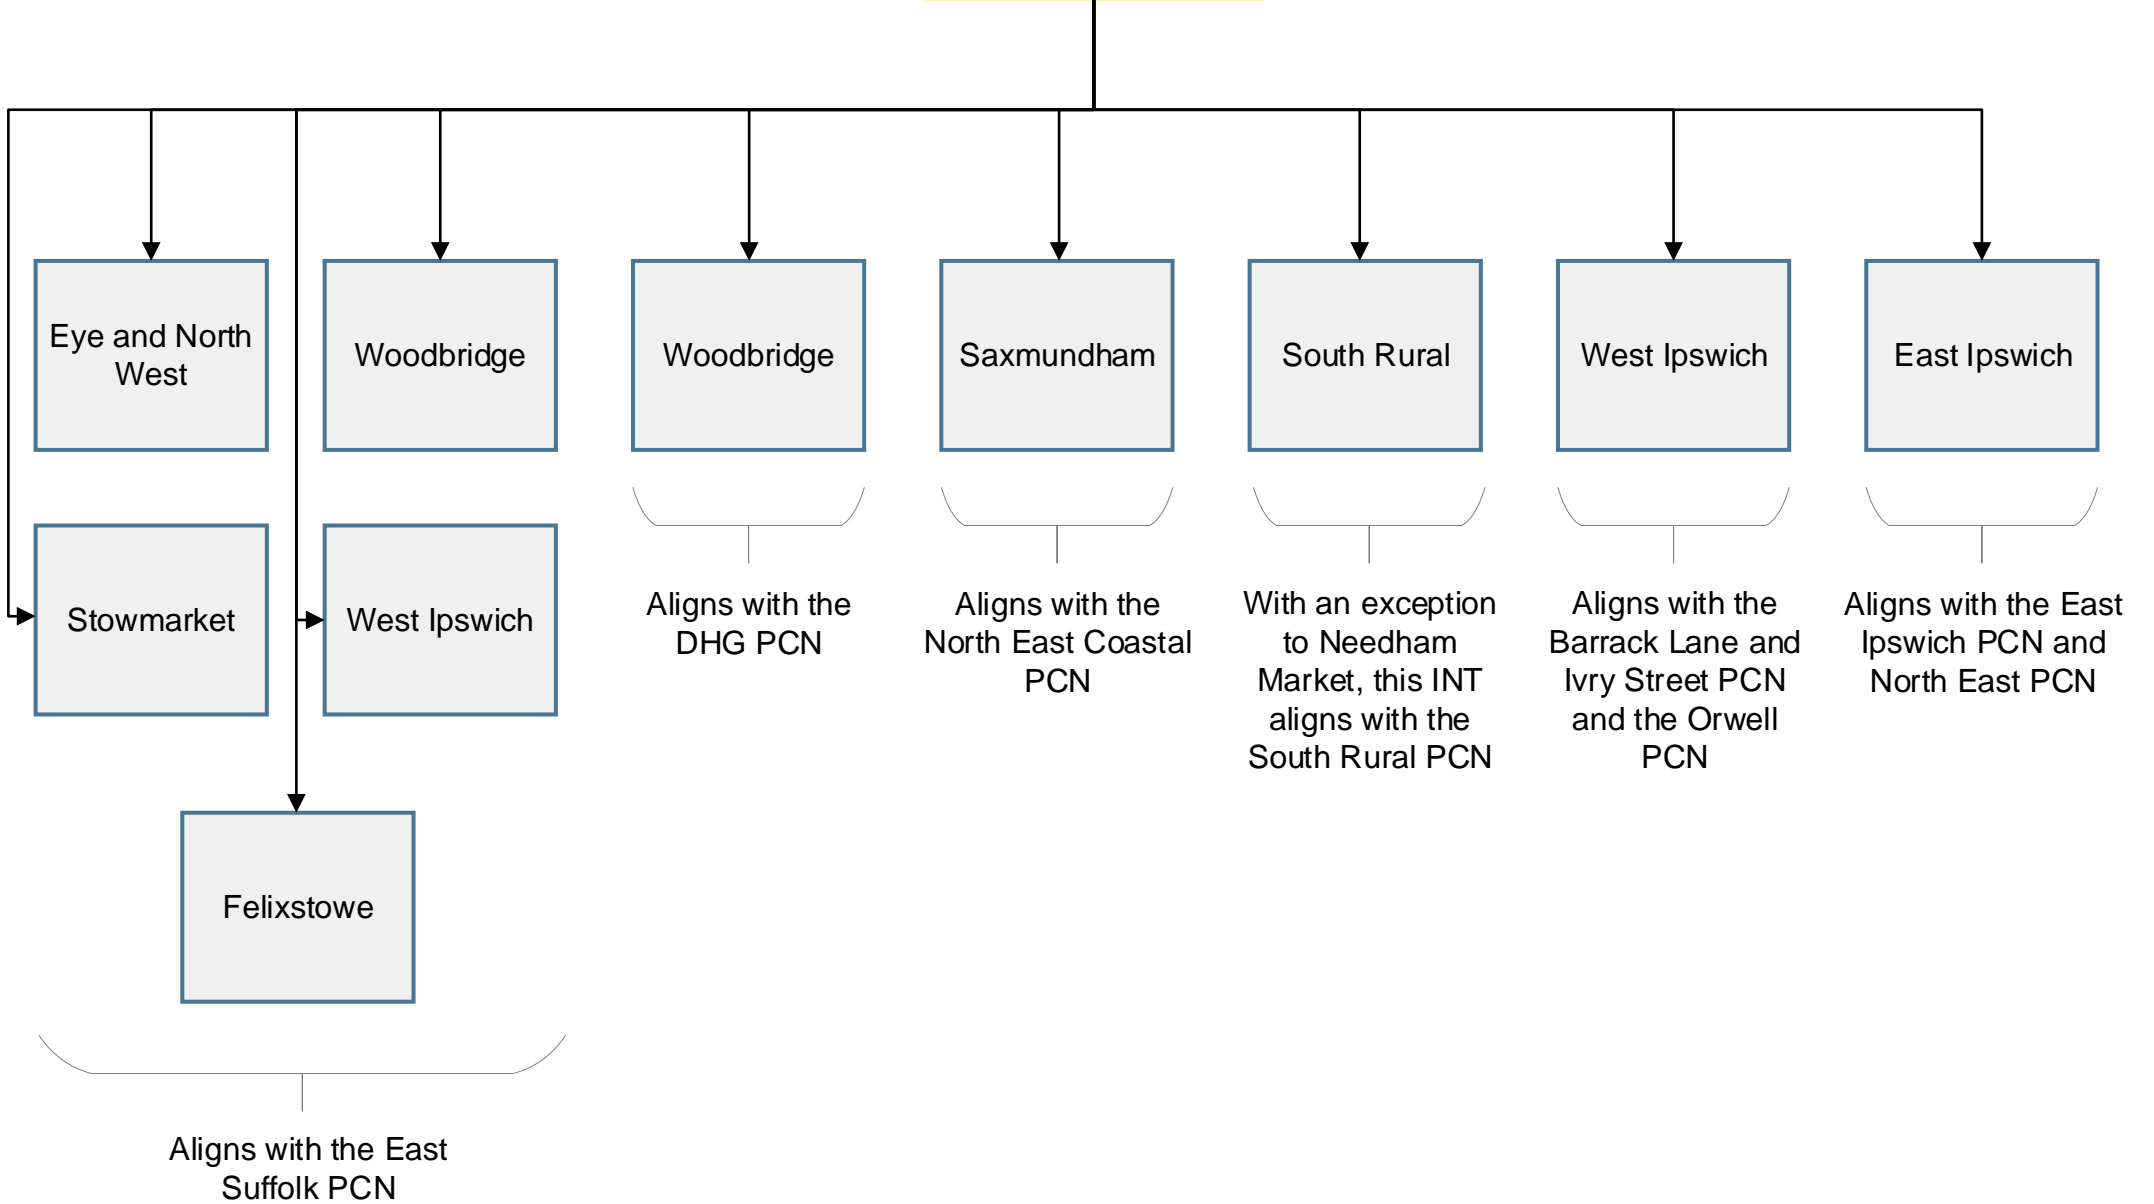 Eye and North
West
Woodbridge
Woodbridge
Saxmundham
South Rural
West Ipswich
East Ipswich
Stowmarket
West Ipswich
Aligns with the
DHG PCN
Aligns with the
North East Coastal
PCN
With an exception
to Needham
Market, this INT
aligns with the
South Rural PCN
Aligns with the
Barrack Lane and
Ivry Street PCN
and the Orwell
PCN
Aligns with the East
Ipswich PCN and
North East PCN
Felixstowe
Aligns with the East
Suffolk PCN